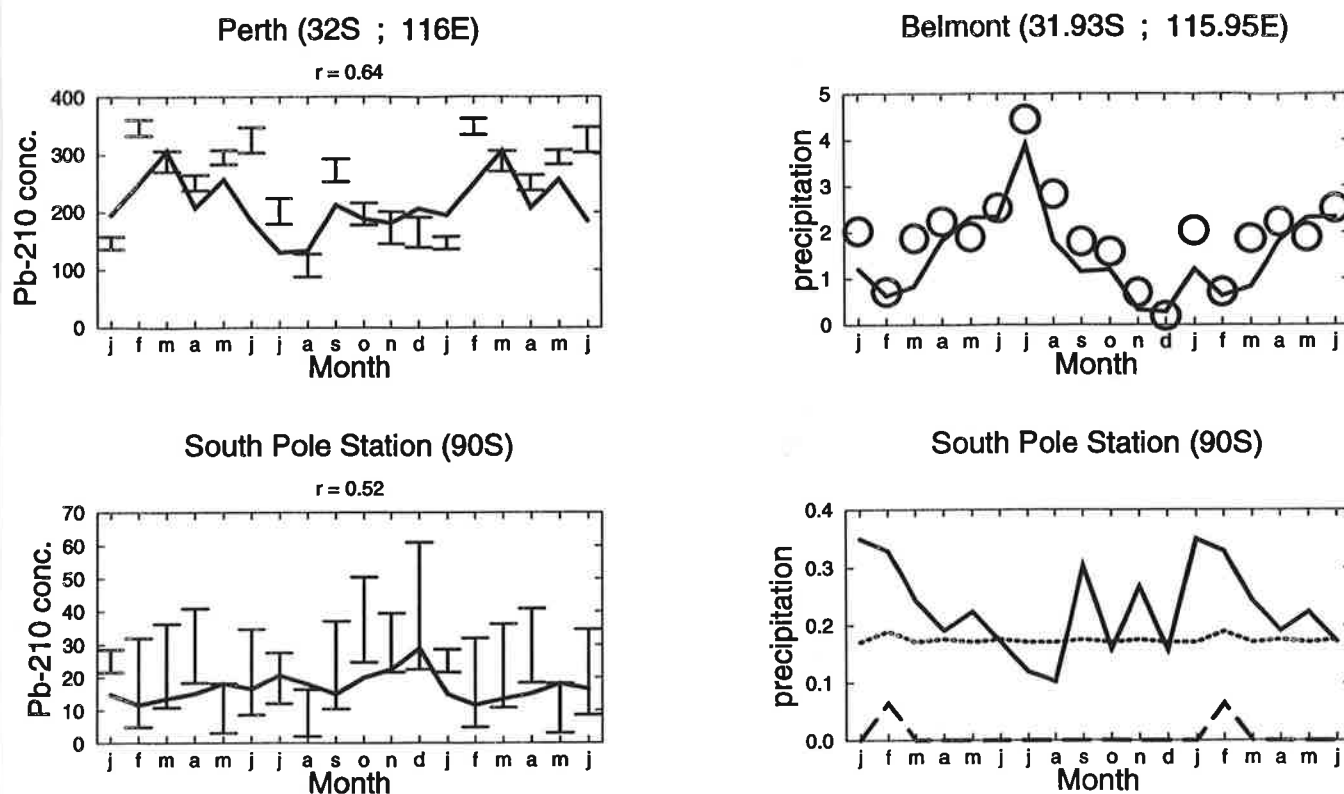 Perth (32S ; 116E)
r = 0.64
Pb-210 conc.
400
300
200
100
0
j f m a m j j a s o n d j f m a m j
Month
Belmont (31.93S ; 115.95E)
precipitation
5
4
3
2
1
0
j f m a m j j a s o n d j f m a m j
Month
South Pole Station (90S)
r = 0.52
Pb-210 conc.
70
60
50
40
30
20
10
0
j f m a m j j a s o n d j f m a m j
Month
South Pole Station (90S)
precipitation
0.4
0.3
0.2
0.1
0.0
j f m a m j j a s o n d j f m a m j
Month